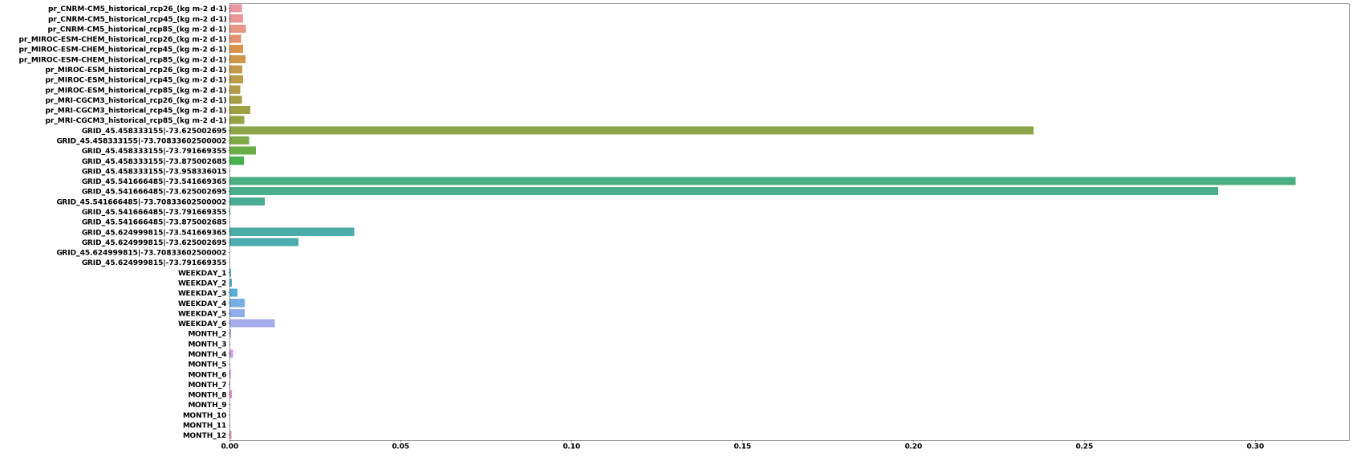 pr_CNRM-CM5_historical_rcp26_(kg m-2 d-1)
pr_CNRM-CM5_historical_rcp45_(kg m-2 d-1)
pr_CNRM-CM5_historical_rcp85_(kg m-2 d-1)
pr_MIROC-ESM-CHEM_historical_rcp26_(kg m-2 d-1)
pr_MIROC-ESM-CHEM_historical_rcp45_(kg m-2 d-1)
pr_MIROC-ESM-CHEM_historical_rcp85_(kg m-2 d-1)
pr_MIROC-ESM_historical_rcp26_(kg m-2 d-1)
pr_MIROC-ESM_historical_rcp45_(kg m-2 d-1)
pr_MIROC-ESM_historical_rcp85_(kg m-2 d-1)
pr_MRI-CGCM3_historical_rcp26_(kg m-2 d-1)
pr_MRI-CGCM3_historical_rcp45_(kg m-2 d-1)
pr_MRI-CGCM3_historical_rcp85_(kg m-2 d-1)
GRID_45.458333155|-73.625002695
GRID_45.458333155|-73.70833602500002
GRID_45.458333155|-73.791669355
GRID_45.458333155|-73.875002685
GRID_45.458333155|-73.958336015
GRID_45.541666485|-73.541669365
GRID_45.541666485|-73.625002695
GRID_45.541666485|-73.70833602500002
GRID_45.541666485|-73.791669355
GRID_45.541666485|-73.875002685
GRID_45.624999815|-73.541669365
GRID_45.624999815|-73.625002695
GRID_45.624999815|-73.70833602500002
GRID_45.624999815|-73.791669355
WEEKDAY_1
WEEKDAY_2
WEEKDAY_3
WEEKDAY_4
WEEKDAY_5
WEEKDAY_6
MONTH_2
MONTH_3
MONTH_4
MONTH_5
MONTH_6
MONTH_7
MONTH_8
MONTH_9
MONTH_10
MONTH_11
MONTH_12
0.00 0.05 0.10 0.15 0.20 0.25 0.30